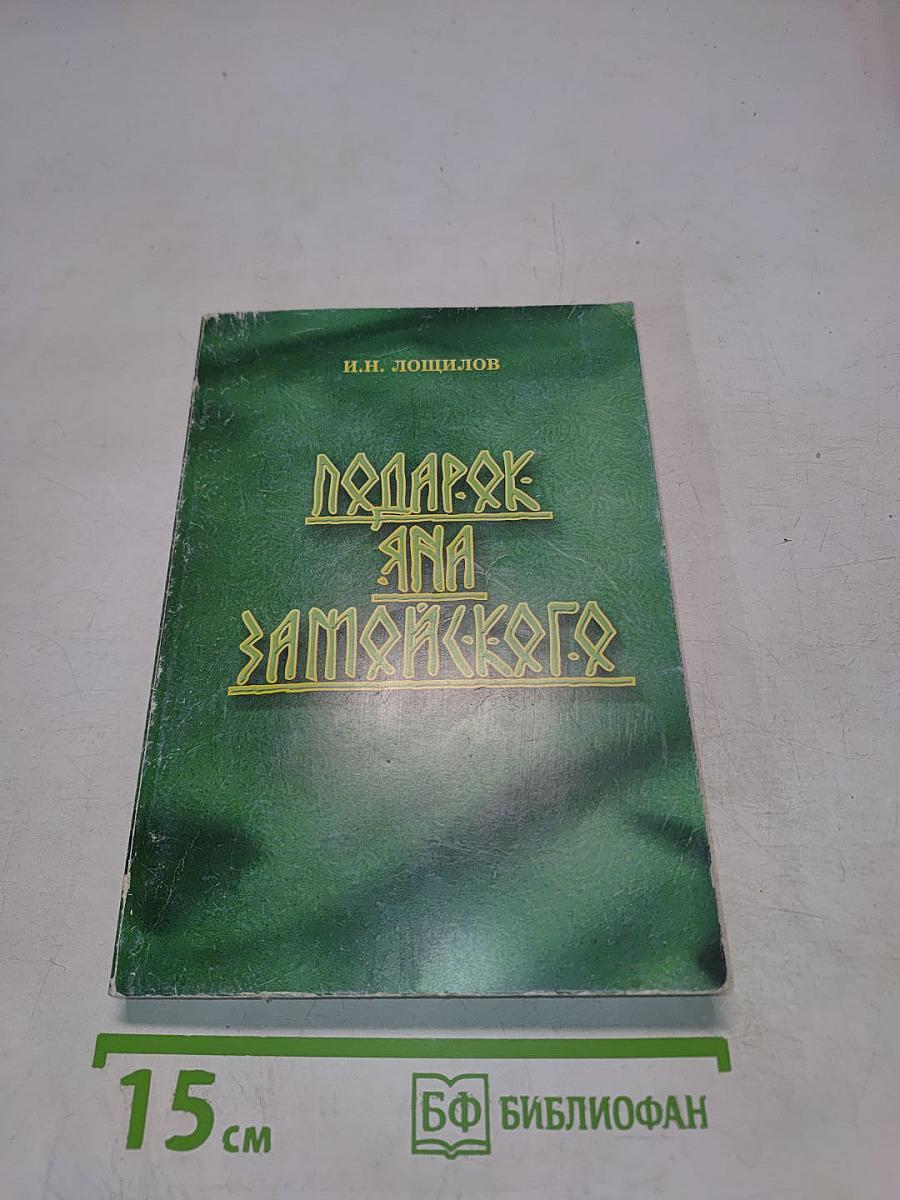 И.Н. ЛОЩИЛОВ
ПОДАРОК
ЯНА
ЗАМОЙСКОГО
15 см
БФ БИБЛИОФАН